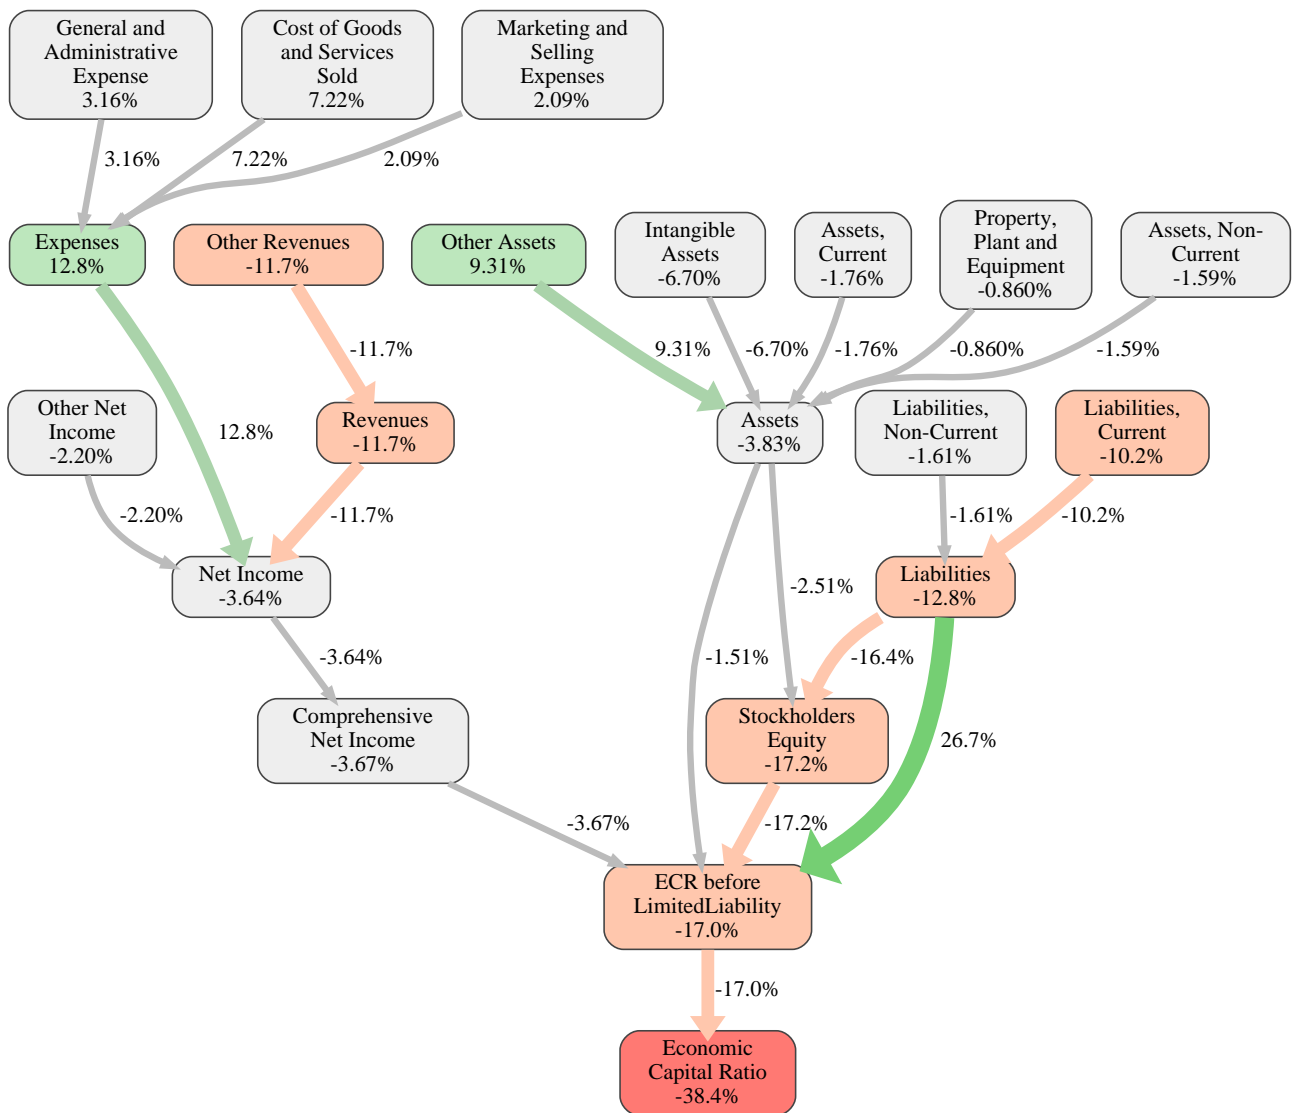 General and
Administrative
Expense
3.16%
Cost of Goods
and Services
Sold
7.22%
Marketing and
Selling
Expenses
2.09%
3.16%
7.22%
2.09%
Expenses
12.8%
Other Revenues
-11.7%
Other Assets
9.31%
Intangible
Assets
-6.70%
Assets,
Current
-1.76%
Property,
Plant and
Equipment
-0.860%
Assets, Non-
Current
-1.59%
-11.7%
9.31%
-6.70%
-1.76%
-0.860%
-1.59%
Other Net
Income
-2.20%
12.8%
Revenues
-11.7%
Assets
-3.83%
Liabilities,
Non-Current
-1.61%
Liabilities,
Current
-10.2%
-2.20%
-11.7%
-1.61%
-10.2%
Net Income
-3.64%
-2.51%
Liabilities
-12.8%
-3.64%
-1.51%
-16.4%
Comprehensive
Net Income
-3.67%
Stockholders
Equity
-17.2%
26.7%
-3.67%
-17.2%
ECR before
LimitedLiability
-17.0%
-17.0%
Economic
Capital Ratio
-38.4%